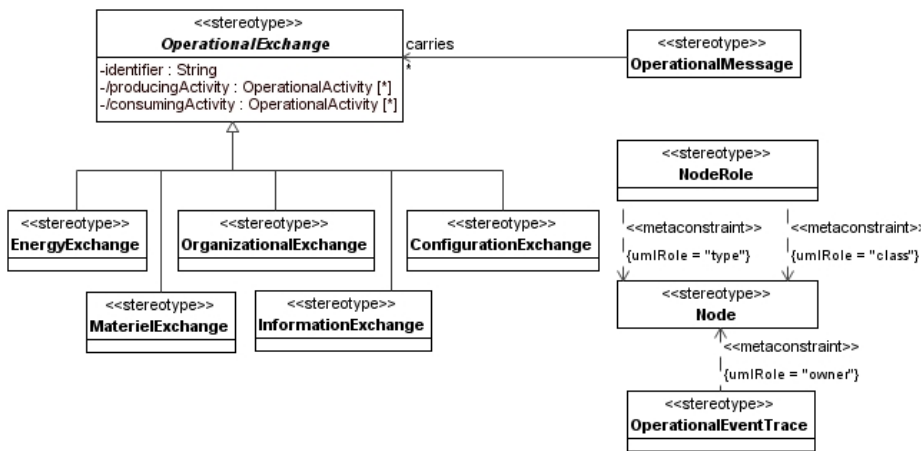 <<stereotype>>
OperationalExchange
-identifier : String
-/producingActivity : OperationalActivity [*]
-/consumingActivity : OperationalActivity [*]
carries
*
<<stereotype>>
OperationalMessage
<<stereotype>>
NodeRole
<<metaconstraint>>
{umlRole = "type"}
<<metaconstraint>>
{umlRole = "class"}
<<stereotype>>
EnergyExchange
<<stereotype>>
OrganizationalExchange
<<stereotype>>
ConfigurationExchange
<<stereotype>>
MaterielExchange
<<stereotype>>
InformationExchange
<<stereotype>>
Node
<<metaconstraint>>
{umlRole = "owner"}
<<stereotype>>
OperationalEventTrace